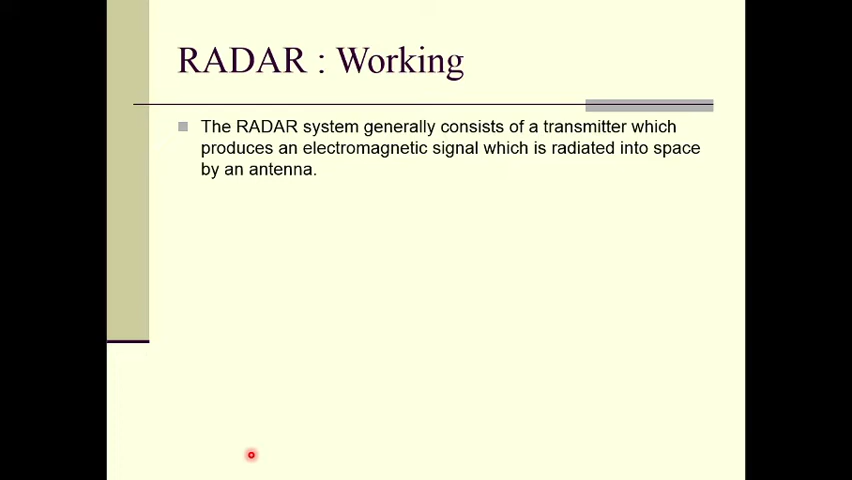 RADAR : Working
The RADAR system generally consists of a transmitter which
produces an electromagnetic signal which is radiated into space
by an antenna.